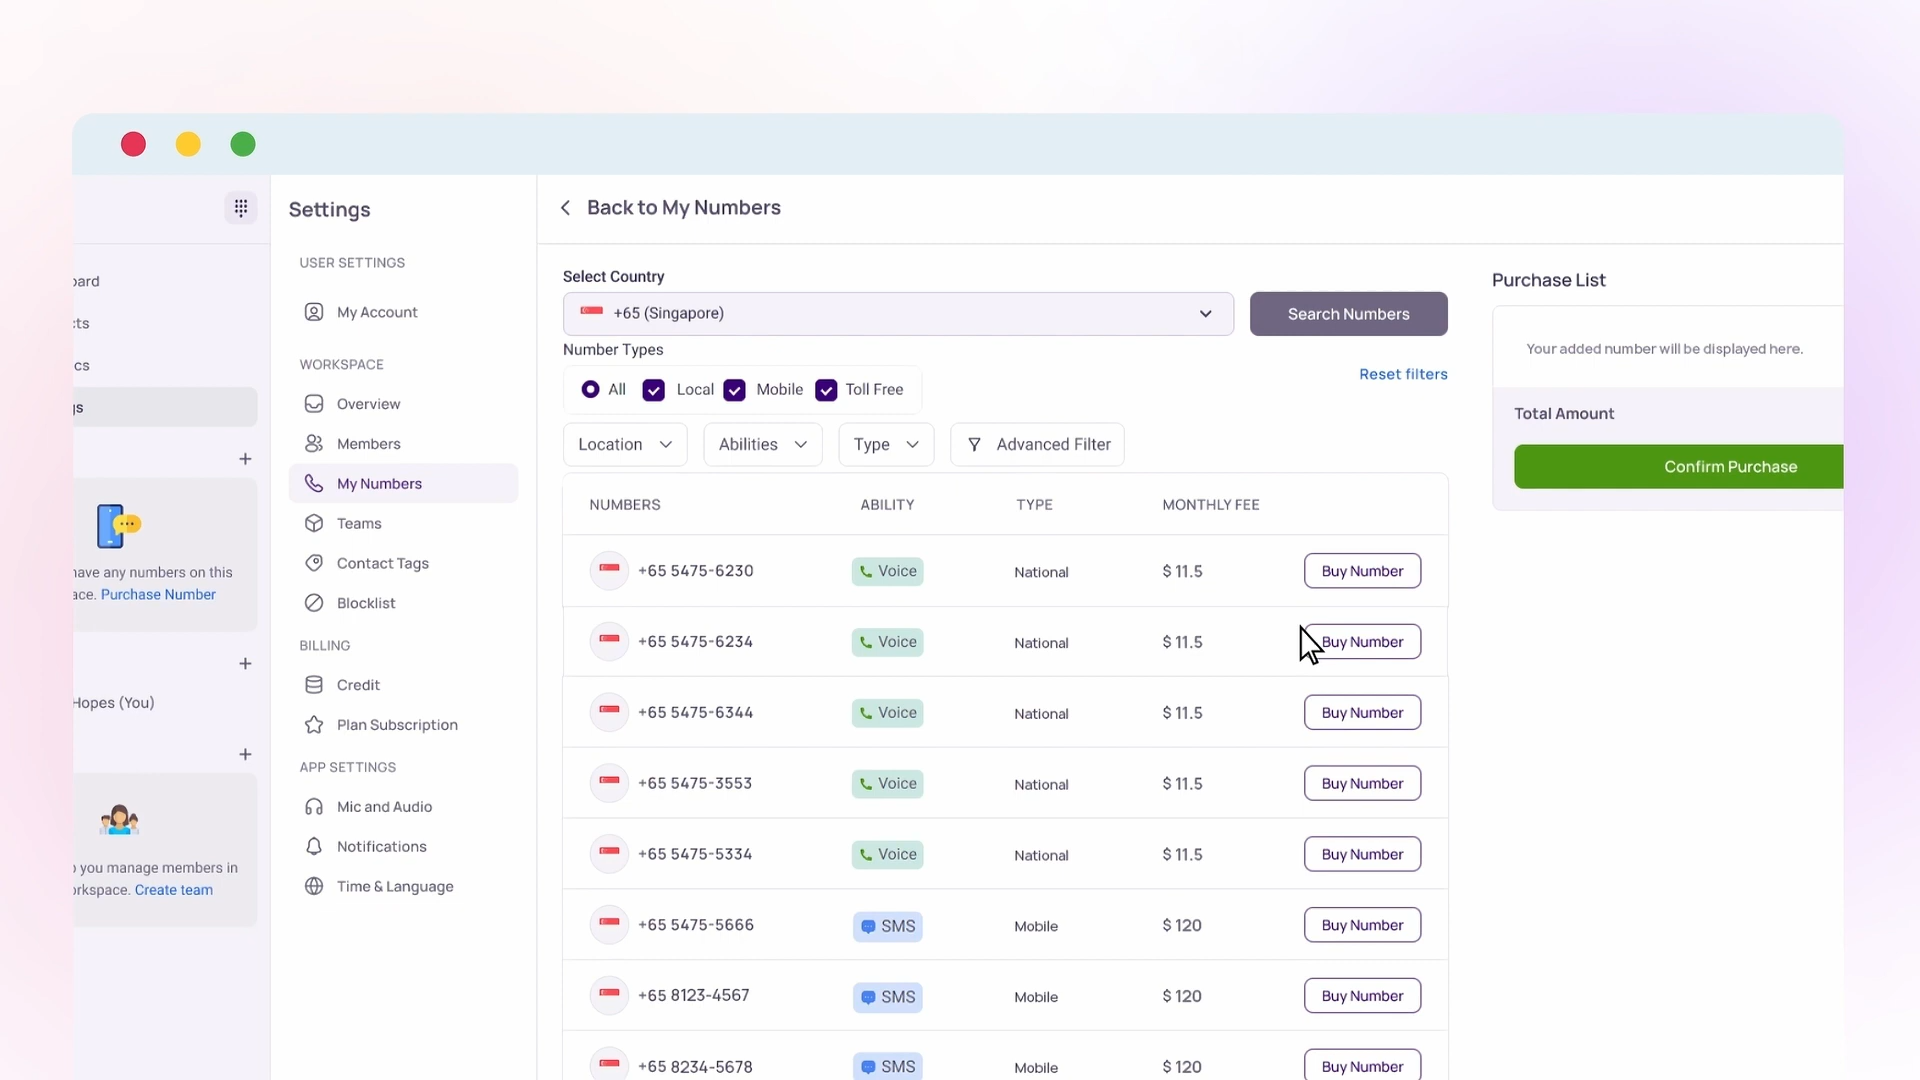 Settings
USER SETTINGS
My Account
WORKSPACE
Overview
Members
My Numbers
Teams
Contact Tags
Blocklist
BILLING
Credit
Plan Subscription
APP SETTINGS
Mic and Audio
Notifications
Time & Language
have any numbers on this
Purchase Number
Hopes (You)
you manage members in
Create team
Back to My Numbers
Select Country
+65 (Singapore)
Search Numbers
Number Types
All Local Mobile Toll Free
Reset filters
Location Abilities Type Advanced Filter
NUMBERS ABILITY TYPE MONTHLY FEE
+65 5475-6230 Voice National $ 11.5 Buy Number
+65 5475-6234 Voice National $ 11.5 Buy Number
+65 5475-6344 Voice National $ 11.5 Buy Number
+65 5475-3553 Voice National $ 11.5 Buy Number
+65 5475-5334 Voice National $ 11.5 Buy Number
+65 5475-5666 SMS Mobile $ 120 Buy Number
+65 8123-4567 SMS Mobile $ 120 Buy Number
+65 8234-5678 SMS Mobile $ 120 Buy Number
Purchase List
Your added number will be displayed here.
Total Amount
Confirm Purchase